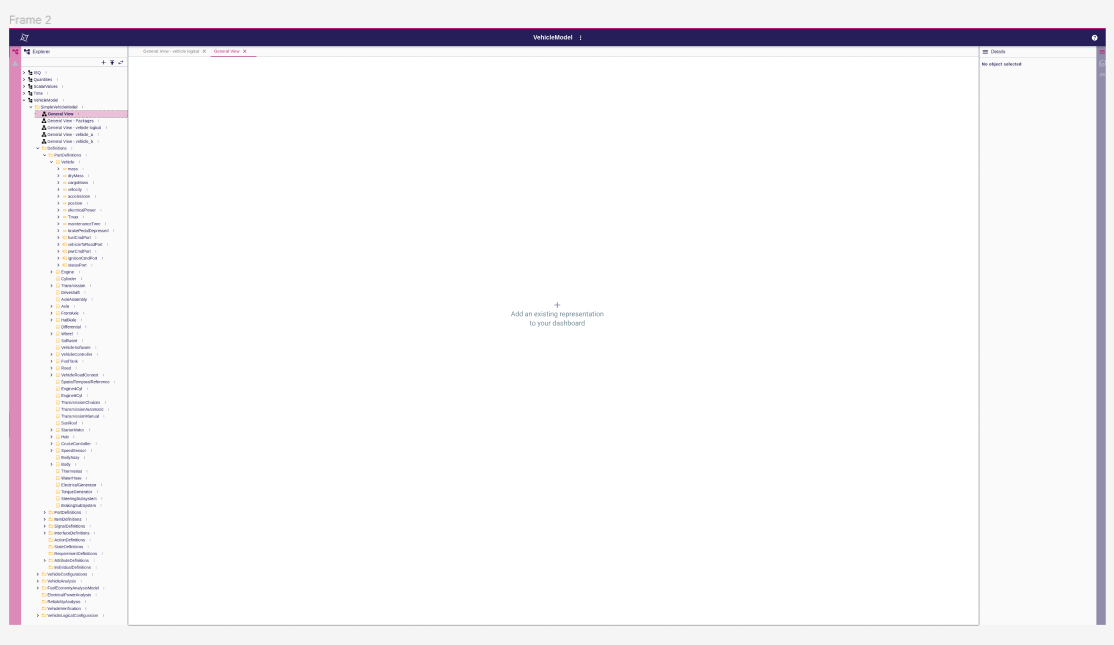 Frame 2
VehicleModel
Explorer
General View - vehicle logical
General View
Details
No object selected
ISQ
Quantities
ScalarValues
Time
VehicleModel
SimpleVehicleModel
General View
General View - Packages
General View - vehicle logical
General View - vehicle_a
General View - vehicle_b
Definitions
PartDefinitions
Vehicle
mass
dryMass
cargoMass
velocity
acceleration
position
electricalPower
Tmax
maintenanceTime
brakePedalDepressed
fuelCmdPort
vehicleToRoadPort
pwrCmdPort
ignitionCmdPort
statusPort
Engine
Cylinder
Transmission
Driveshaft
AxleAssembly
Axle
FrontAxle
HalfAxle
Differential
Wheel
Software
VehicleSoftware
VehicleController
FuelTank
Road
VehicleRoadContext
SpatialTemporalReference
Engine4Cyl
Engine6Cyl
TransmissionChoices
TransmissionAutomatic
TransmissionManual
Sunroof
StarterMotor
Hub
CruiseController
SpeedSensor
BodyAssy
Body
Thermostat
WaterHose
ElectricalGenerator
TorqueGenerator
SteeringSubsystem
BrakingSubsystem
PortDefinitions
ItemDefinitions
SignalDefinitions
InterfaceDefinitions
ActionDefinitions
StateDefinitions
RequirementDefinitions
AttributeDefinitions
IndividualDefinitions
VehicleConfigurations
VehicleAnalysis
FuelEconomyAnalysisModel
ElectricalPowerAnalysis
ReliabilityAnalysis
VehicleVerification
VehicleLogicalConfiguration
Add an existing representation
to your dashboard